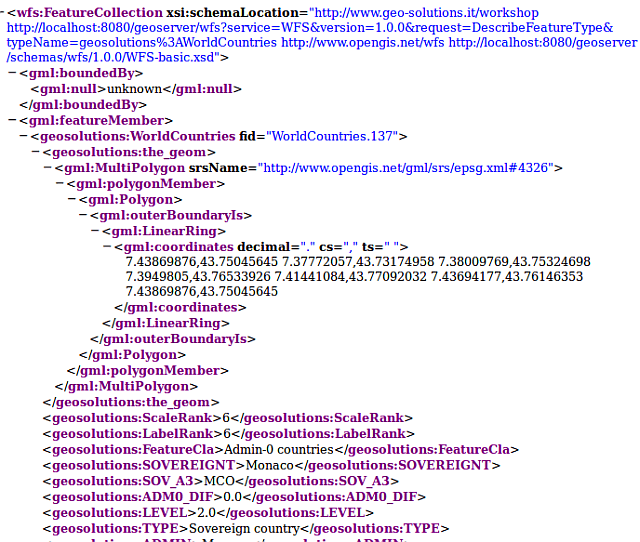 −<wfs:FeatureCollection xsi:schemaLocation="http://www.geo-solutions.it/workshop
http://localhost:8080/geoserver/wfs?service=WFS&version=1.0.0&request=DescribeFeatureType&
typeName=geosolutions%3AWorldCountries http://www.opengis.net/wfs http://localhost:8080/geoserver
/schemas/wfs/1.0.0/WFS-basic.xsd">
−<gml:boundedBy>
<gml:null>unknown</gml:null>
</gml:boundedBy>
−<gml:featureMember>
−<geosolutions:WorldCountries fid="WorldCountries.137">
−<geosolutions:the_geom>
−<gml:MultiPolygon srsName="http://www.opengis.net/gml/srs/epsg.xml#4326">
−<gml:polygonMember>
−<gml:Polygon>
−<gml:outerBoundaryIs>
−<gml:LinearRing>
−<gml:coordinates decimal="." cs="," ts=" ">
7.43869876,43.75045645 7.37772057,43.73174958 7.38009769,43.75324698
7.3949805,43.76533926 7.41441084,43.77092032 7.43694177,43.76146353
7.43869876,43.75045645
</gml:coordinates>
</gml:LinearRing>
</gml:outerBoundaryIs>
</gml:Polygon>
</gml:polygonMember>
</gml:MultiPolygon>
</geosolutions:the_geom>
<geosolutions:ScaleRank>6</geosolutions:ScaleRank>
<geosolutions:LabelRank>6</geosolutions:LabelRank>
<geosolutions:FeatureCla>Admin-0 countries</geosolutions:FeatureCla>
<geosolutions:SOVEREIGNT>Monaco</geosolutions:SOVEREIGNT>
<geosolutions:SOV_A3>MCO</geosolutions:SOV_A3>
<geosolutions:ADM0_DIF>0.0</geosolutions:ADM0_DIF>
<geosolutions:LEVEL>2.0</geosolutions:LEVEL>
<geosolutions:TYPE>Sovereign country</geosolutions:TYPE>